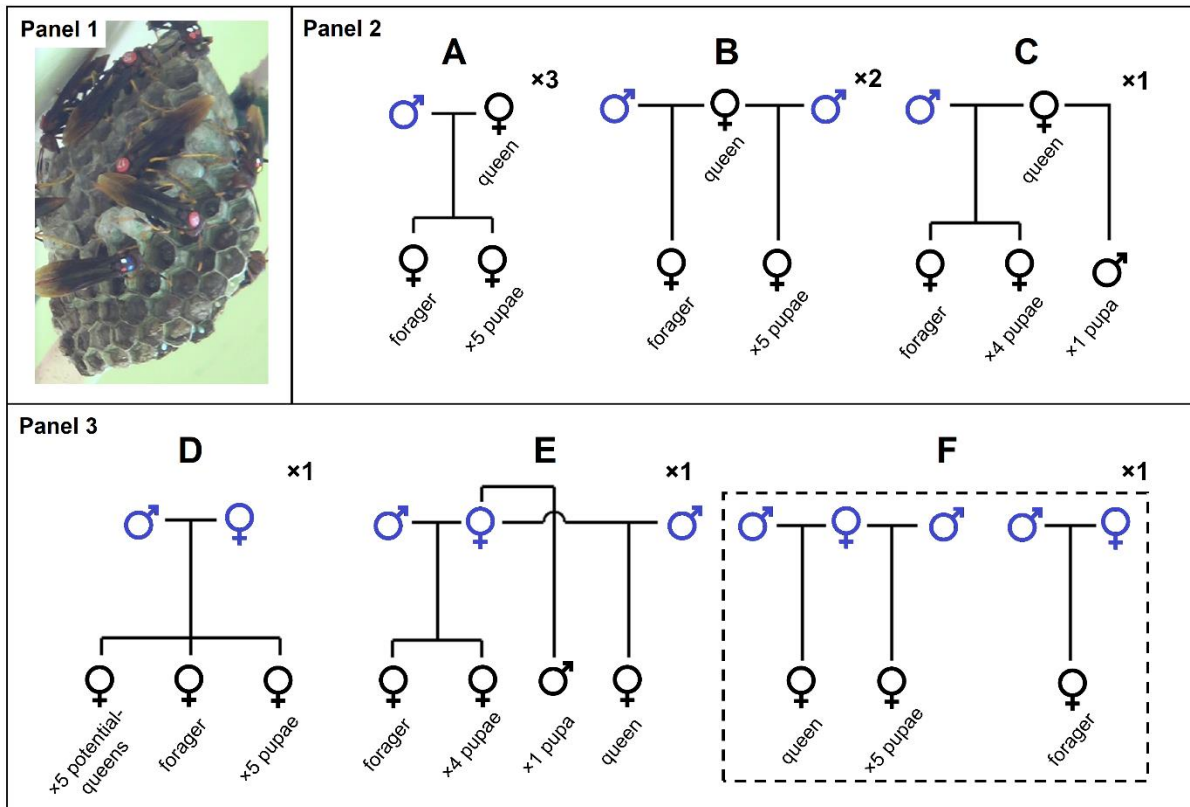 Panel 1
Panel 2
A
×3
queen
forager
×5 pupae
B
×2
queen
forager
×5 pupae
C
×1
queen
forager
×4 pupae
×1 pupa
Panel 3
D
×1
×5 potential-
queens
forager
×5 pupae
E
×1
forager
×4 pupae
×1 pupa
queen
F
×1
queen
×5 pupae
forager